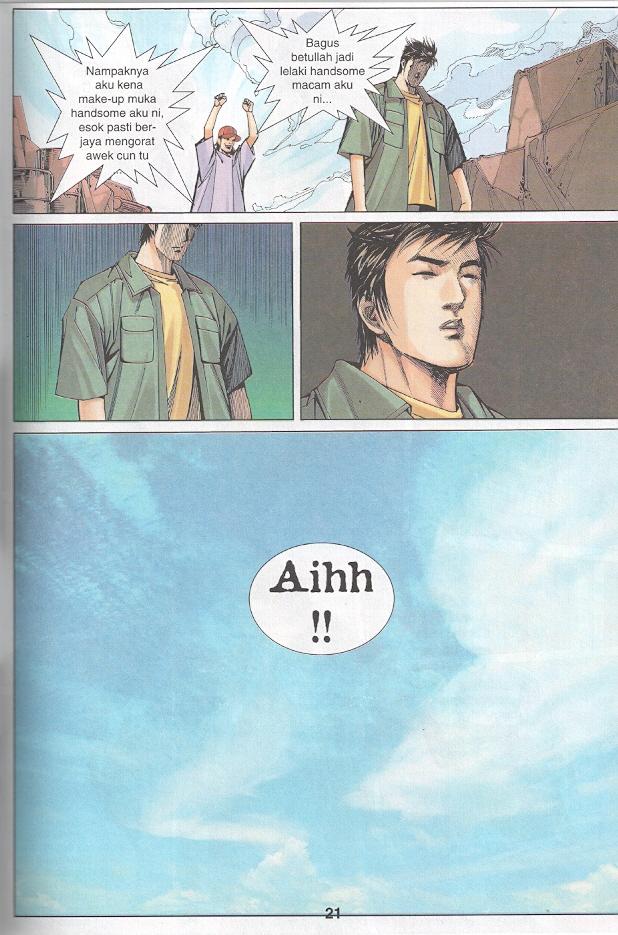 Nampaknya
aku kena
make-up muka
handsome aku ni,
esok pasti ber-
jaya mengorat
awek cun tu
Bagus
betullah jadi
lelaki handsome
macam aku
ni...
Aihh
!!
21